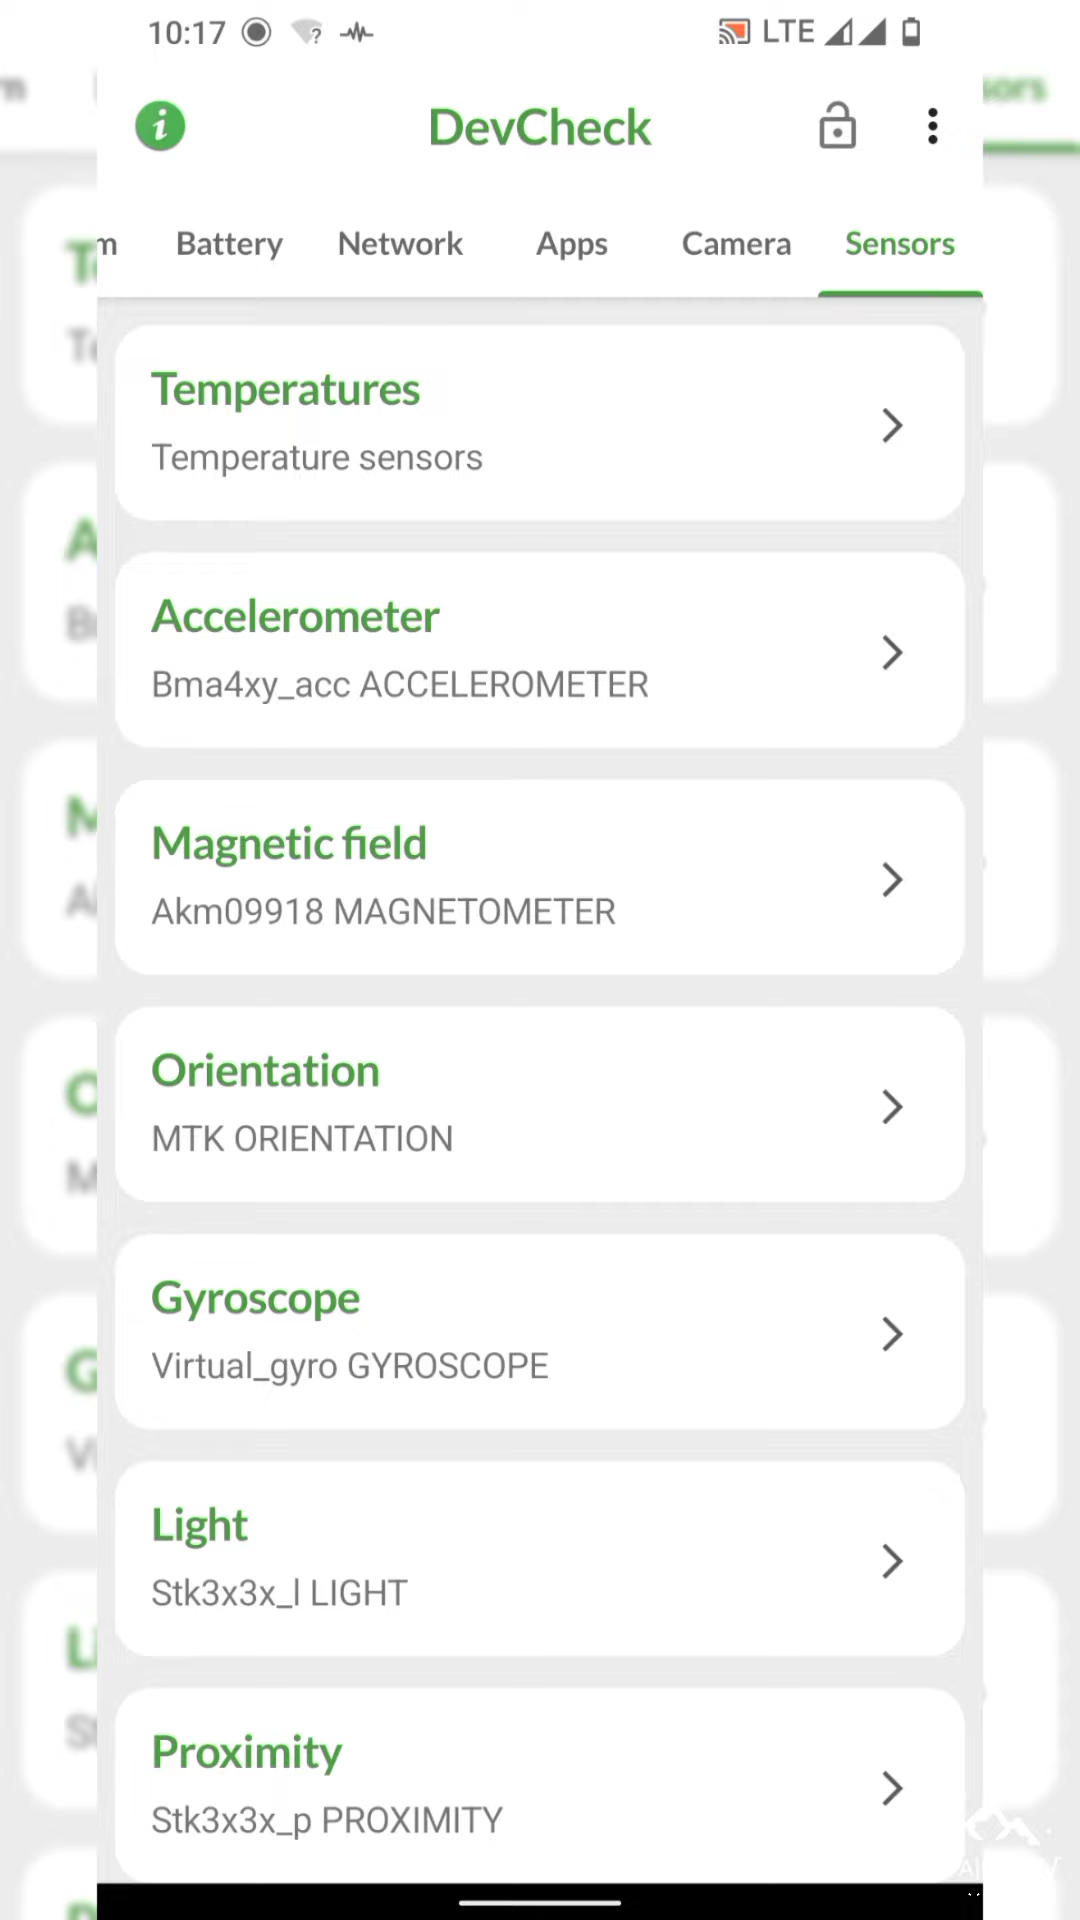 10:17 LTE
DevCheck
m Battery Network Apps Camera Sensors
Temperatures
Temperature sensors
Accelerometer
Bma4xy_acc ACCELEROMETER
Magnetic field
Akm09918 MAGNETOMETER
Orientation
MTK ORIENTATION
Gyroscope
Virtual_gyro GYROSCOPE
Light
Stk3x3x_l LIGHT
Proximity
Stk3x3x_p PROXIMITY